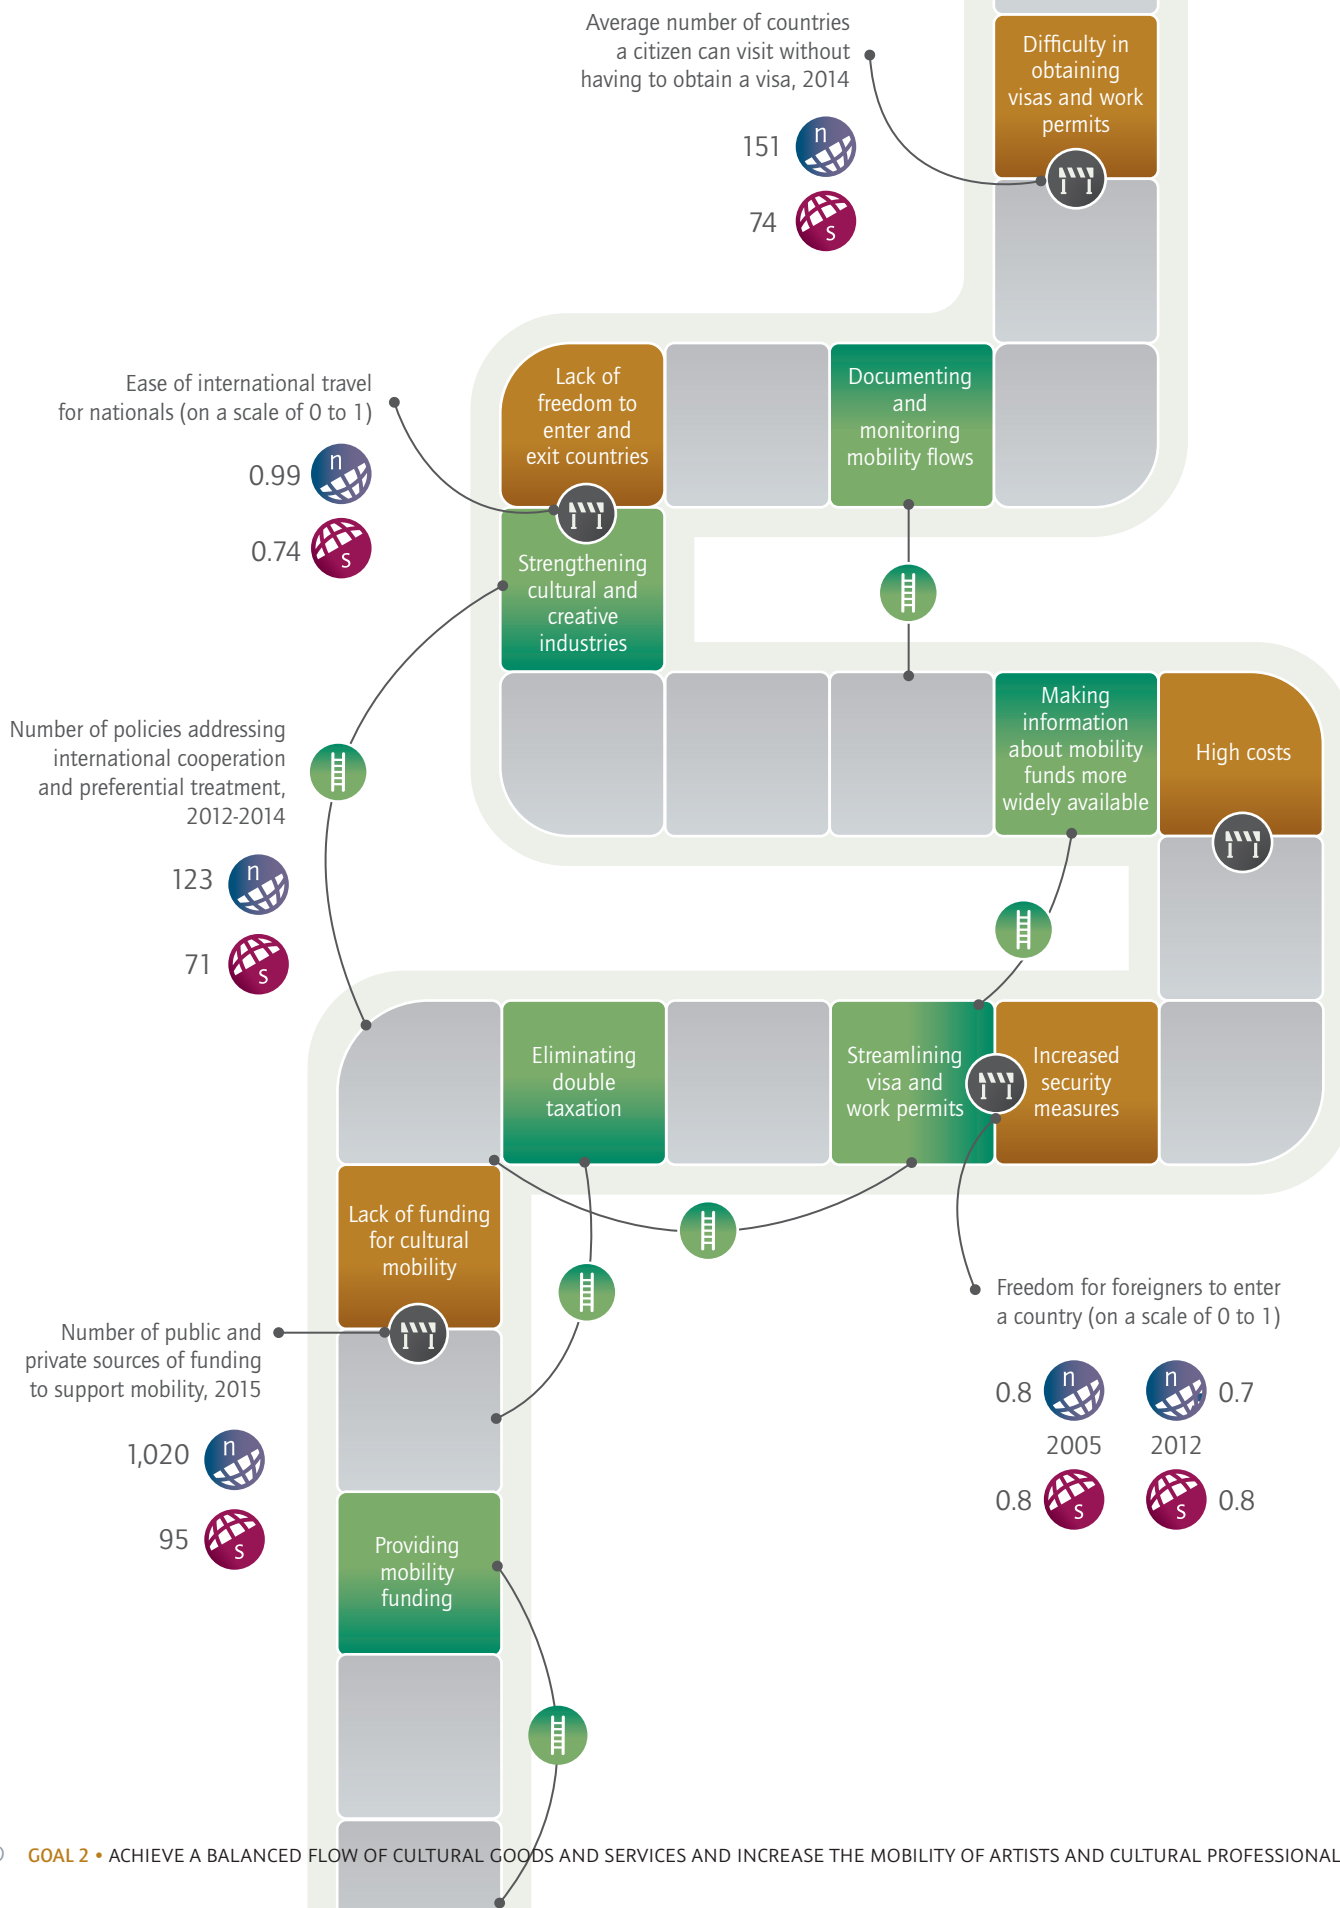 Average number of countries
a citizen can visit without
having to obtain a visa, 2014
151
n
74
s
Difficulty in
obtaining
visas and work
permits
Ease of international travel
for nationals (on a scale of 0 to 1)
0.99
n
0.74
s
Lack of
freedom to
enter and
exit countries
Documenting
and
monitoring
mobility flows
Strengthening
cultural and
creative
industries
Number of policies addressing
international cooperation
and preferential treatment,
2012-2014
123
n
71
s
Making
information
about mobility
funds more
widely available
High costs
Eliminating
double
taxation
Streamlining
visa and
work permits
Increased
security
measures
Lack of funding
for cultural
mobility
Number of public and
private sources of funding
to support mobility, 2015
1,020
n
95
s
Freedom for foreigners to enter
a country (on a scale of 0 to 1)
0.8 n n 0.7
2005 2012
0.8 s s 0.8
Providing
mobility
funding
GOAL 2 • ACHIEVE A BALANCED FLOW OF CULTURAL GOODS AND SERVICES AND INCREASE THE MOBILITY OF ARTISTS AND CULTURAL PROFESSIONAL